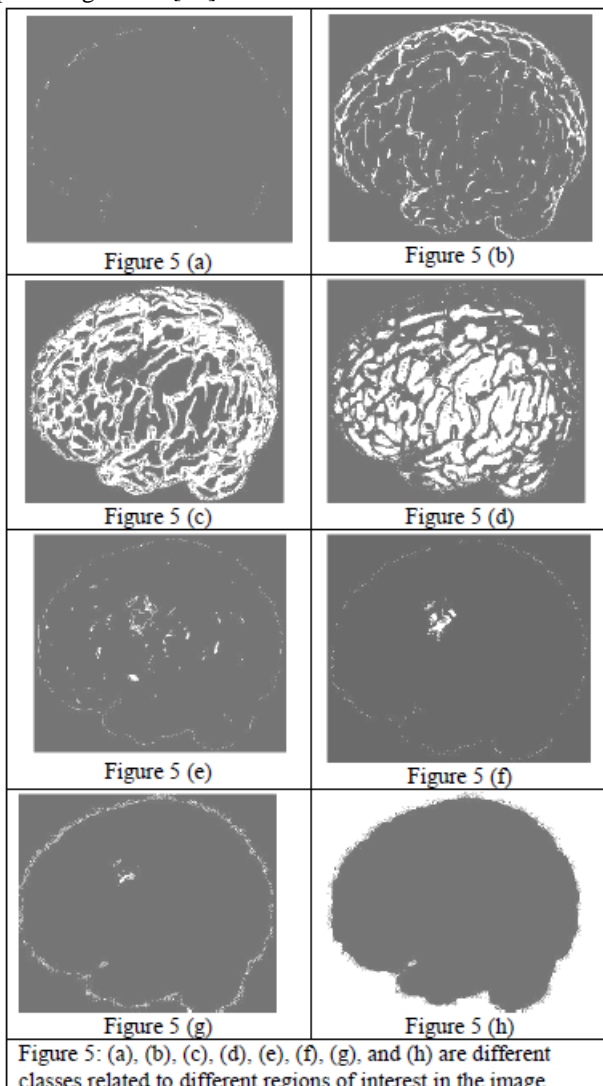 Figure 5 (a)
Figure 5 (b)
Figure 5 (c)
Figure 5 (d)
Figure 5 (e)
Figure 5 (f)
Figure 5 (g)
Figure 5 (h)
Figure 5: (a), (b), (c), (d), (e), (f), (g), and (h) are different
classes related to different regions of interest in the image